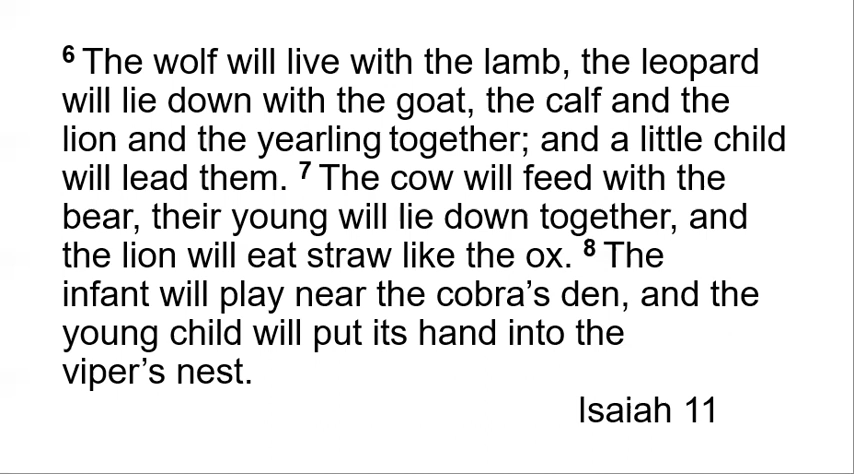 6 The wolf will live with the lamb, the leopard
will lie down with the goat, the calf and the
lion and the yearling together; and a little child
will lead them. 7 The cow will feed with the
bear, their young will lie down together, and
the lion will eat straw like the ox. 8 The
infant will play near the cobra’s den, and the
young child will put its hand into the
viper’s nest.
Isaiah 11